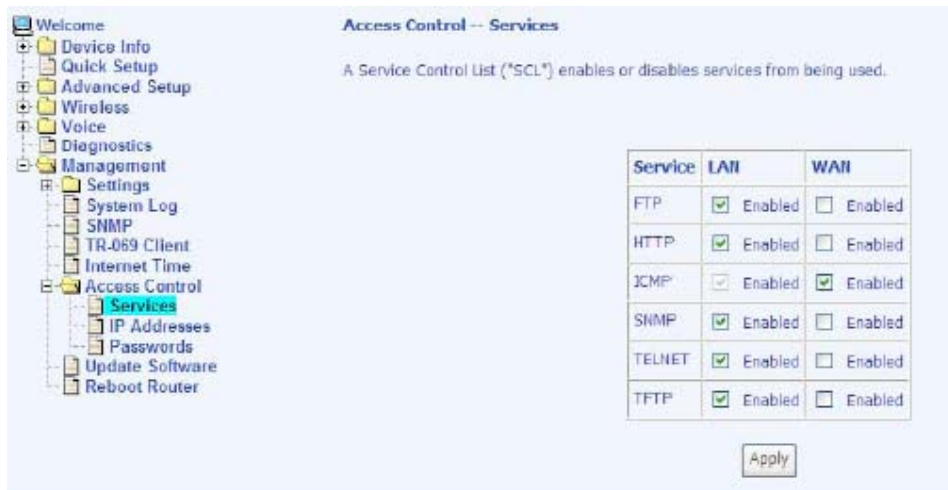 Welcome
Device Info
Quick Setup
Advanced Setup
Wireless
Voice
Diagnostics
Management
Settings
System Log
SNMP
TR-069 Client
Internet Time
Access Control
Services
IP Addresses
Passwords
Update Software
Reboot Router
Access Control -- Services
A Service Control List ("SCL") enables or disables services from being used.
Service LAN WAN
FTP Enabled Enabled
HTTP Enabled Enabled
ICMP Enabled Enabled
SNMP Enabled Enabled
TELNET Enabled Enabled
TFTP Enabled Enabled
Apply